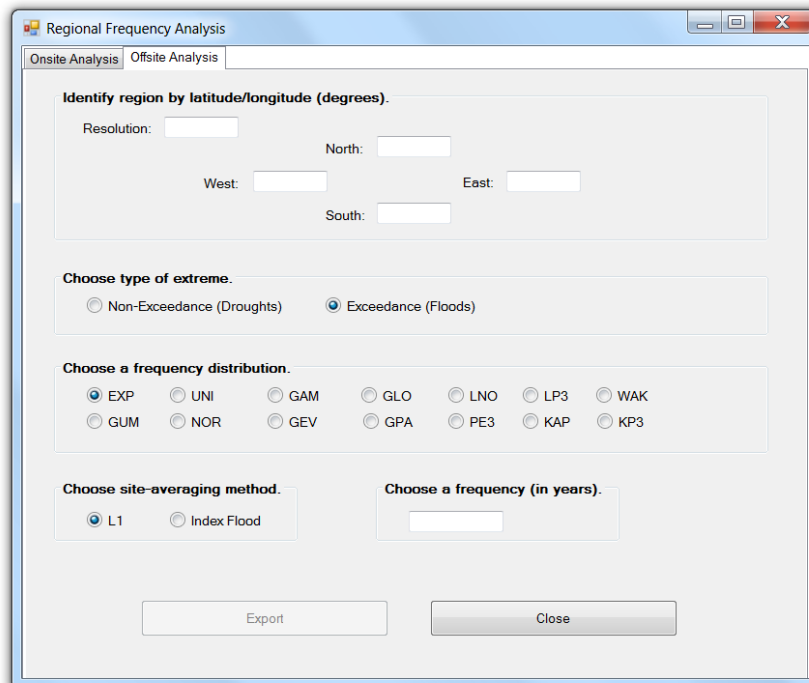 Regional Frequency Analysis
Onsite Analysis Offsite Analysis
Identify region by latitude/longitude (degrees).
Resolution:
North:
West: East:
South:
Choose type of extreme.
Non-Exceedance (Droughts) Exceedance (Floods)
Choose a frequency distribution.
EXP UNI GAM GLO LNO LP3 WAK
GUM NOR GEV GPA PE3 KAP KP3
Choose site-averaging method. Choose a frequency (in years).
L1 Index Flood
Export Close